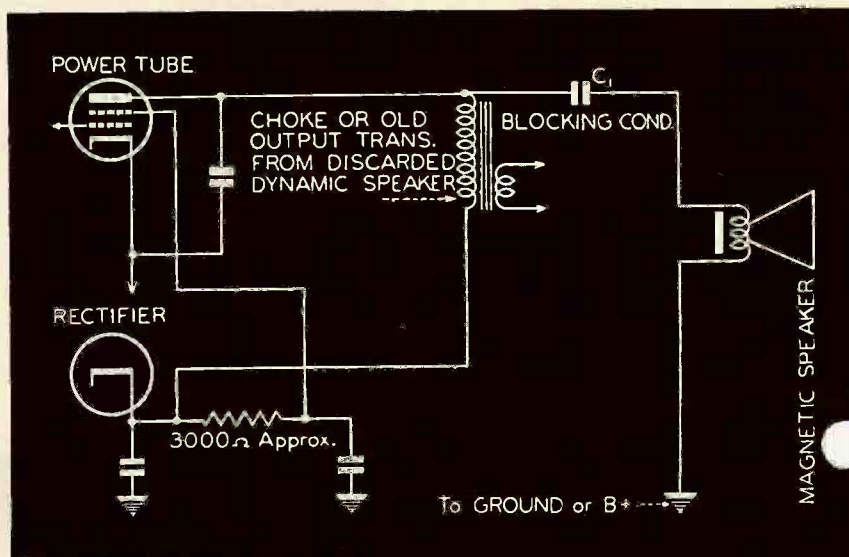 POWER TUBE
CHOKE OR OLD
OUTPUT TRANS.
FROM DISCARDED
DYNAMIC SPEAKER
C1
BLOCKING COND.
RECTIFIER
3000Ω Approx.
To GROUND or B+
MAGNETIC SPEAKER